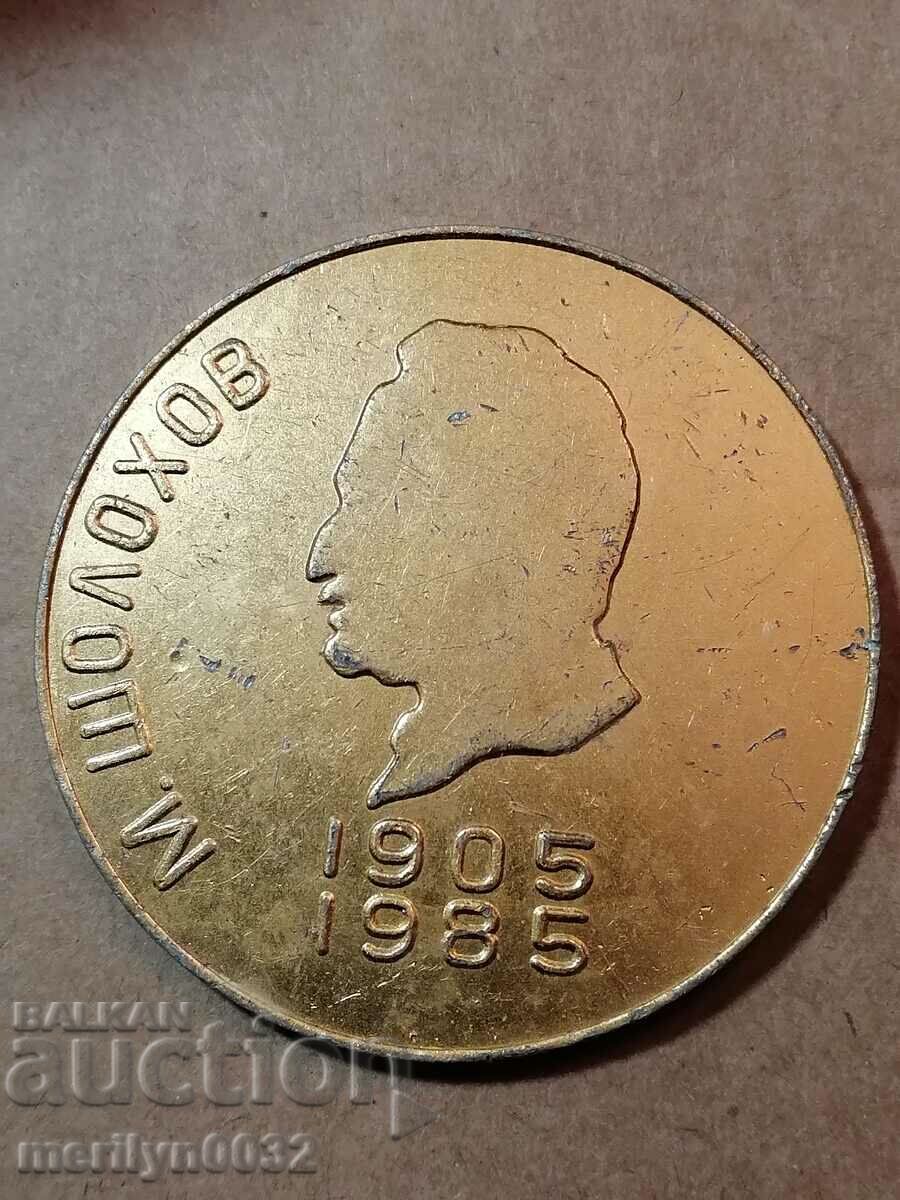 М. ШОЛОХОВ
1905
1985
BALKAN
auction
merilyn0032